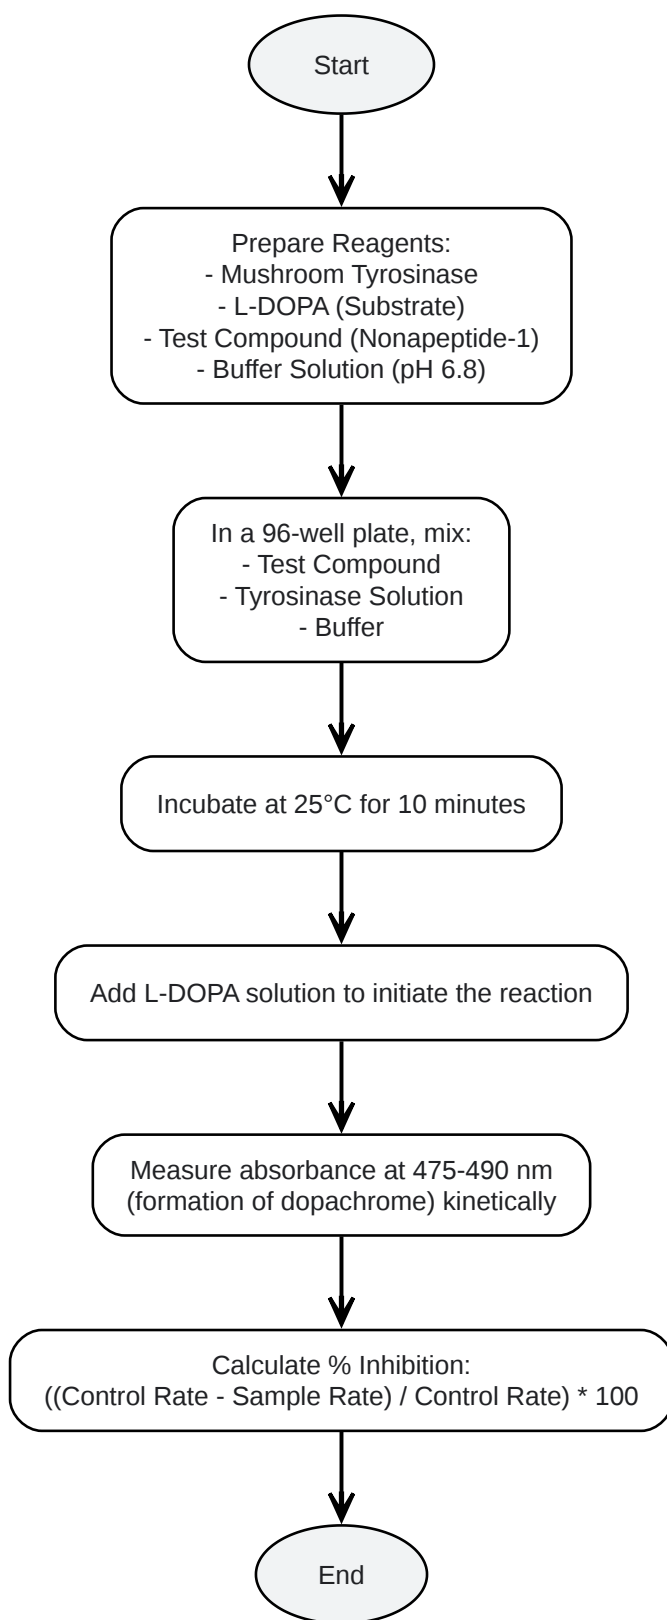 Start
Prepare Reagents:
- Mushroom Tyrosinase
- L-DOPA (Substrate)
- Test Compound (Nonapeptide-1)
- Buffer Solution (pH 6.8)
In a 96-well plate, mix:
- Test Compound
- Tyrosinase Solution
- Buffer
Incubate at 25°C for 10 minutes
Add L-DOPA solution to initiate the reaction
Measure absorbance at 475-490 nm
(formation of dopachrome) kinetically
Calculate % Inhibition:
((Control Rate - Sample Rate) / Control Rate) * 100
End